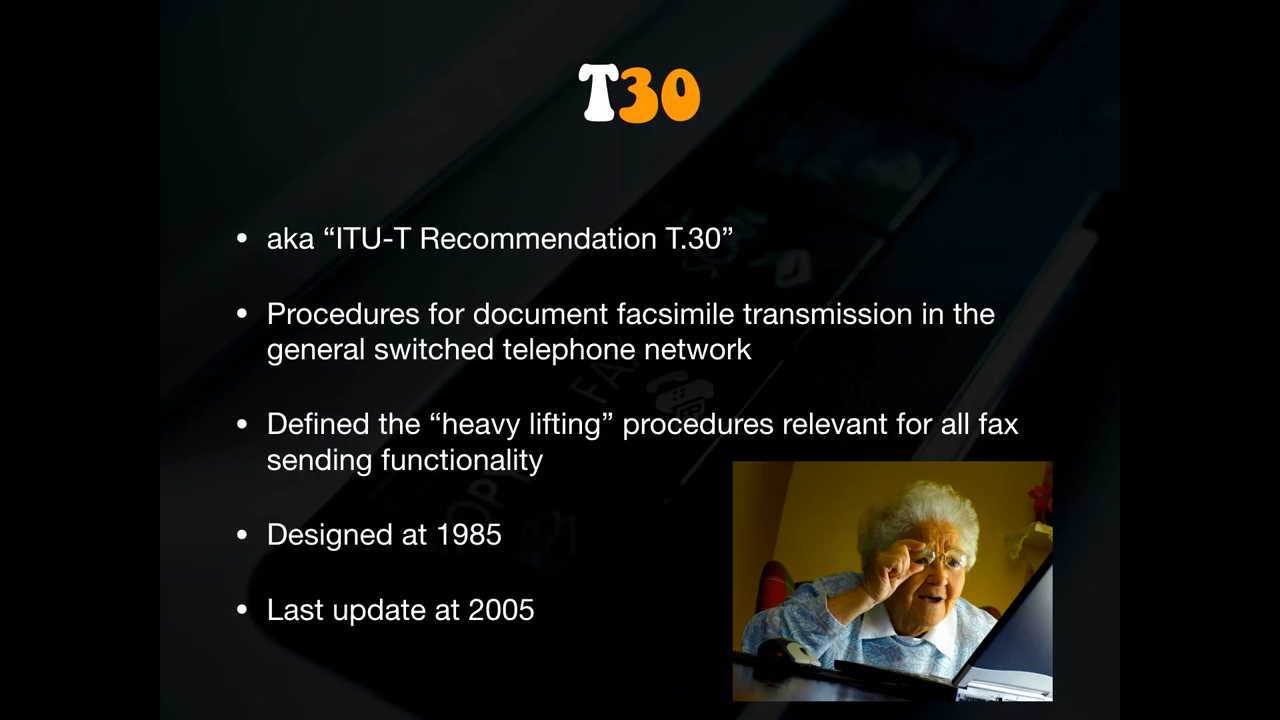 T30
• aka “ITU-T Recommendation T.30”
• Procedures for document facsimile transmission in the
general switched telephone network
• Defined the “heavy lifting” procedures relevant for all fax
sending functionality
• Designed at 1985
• Last update at 2005